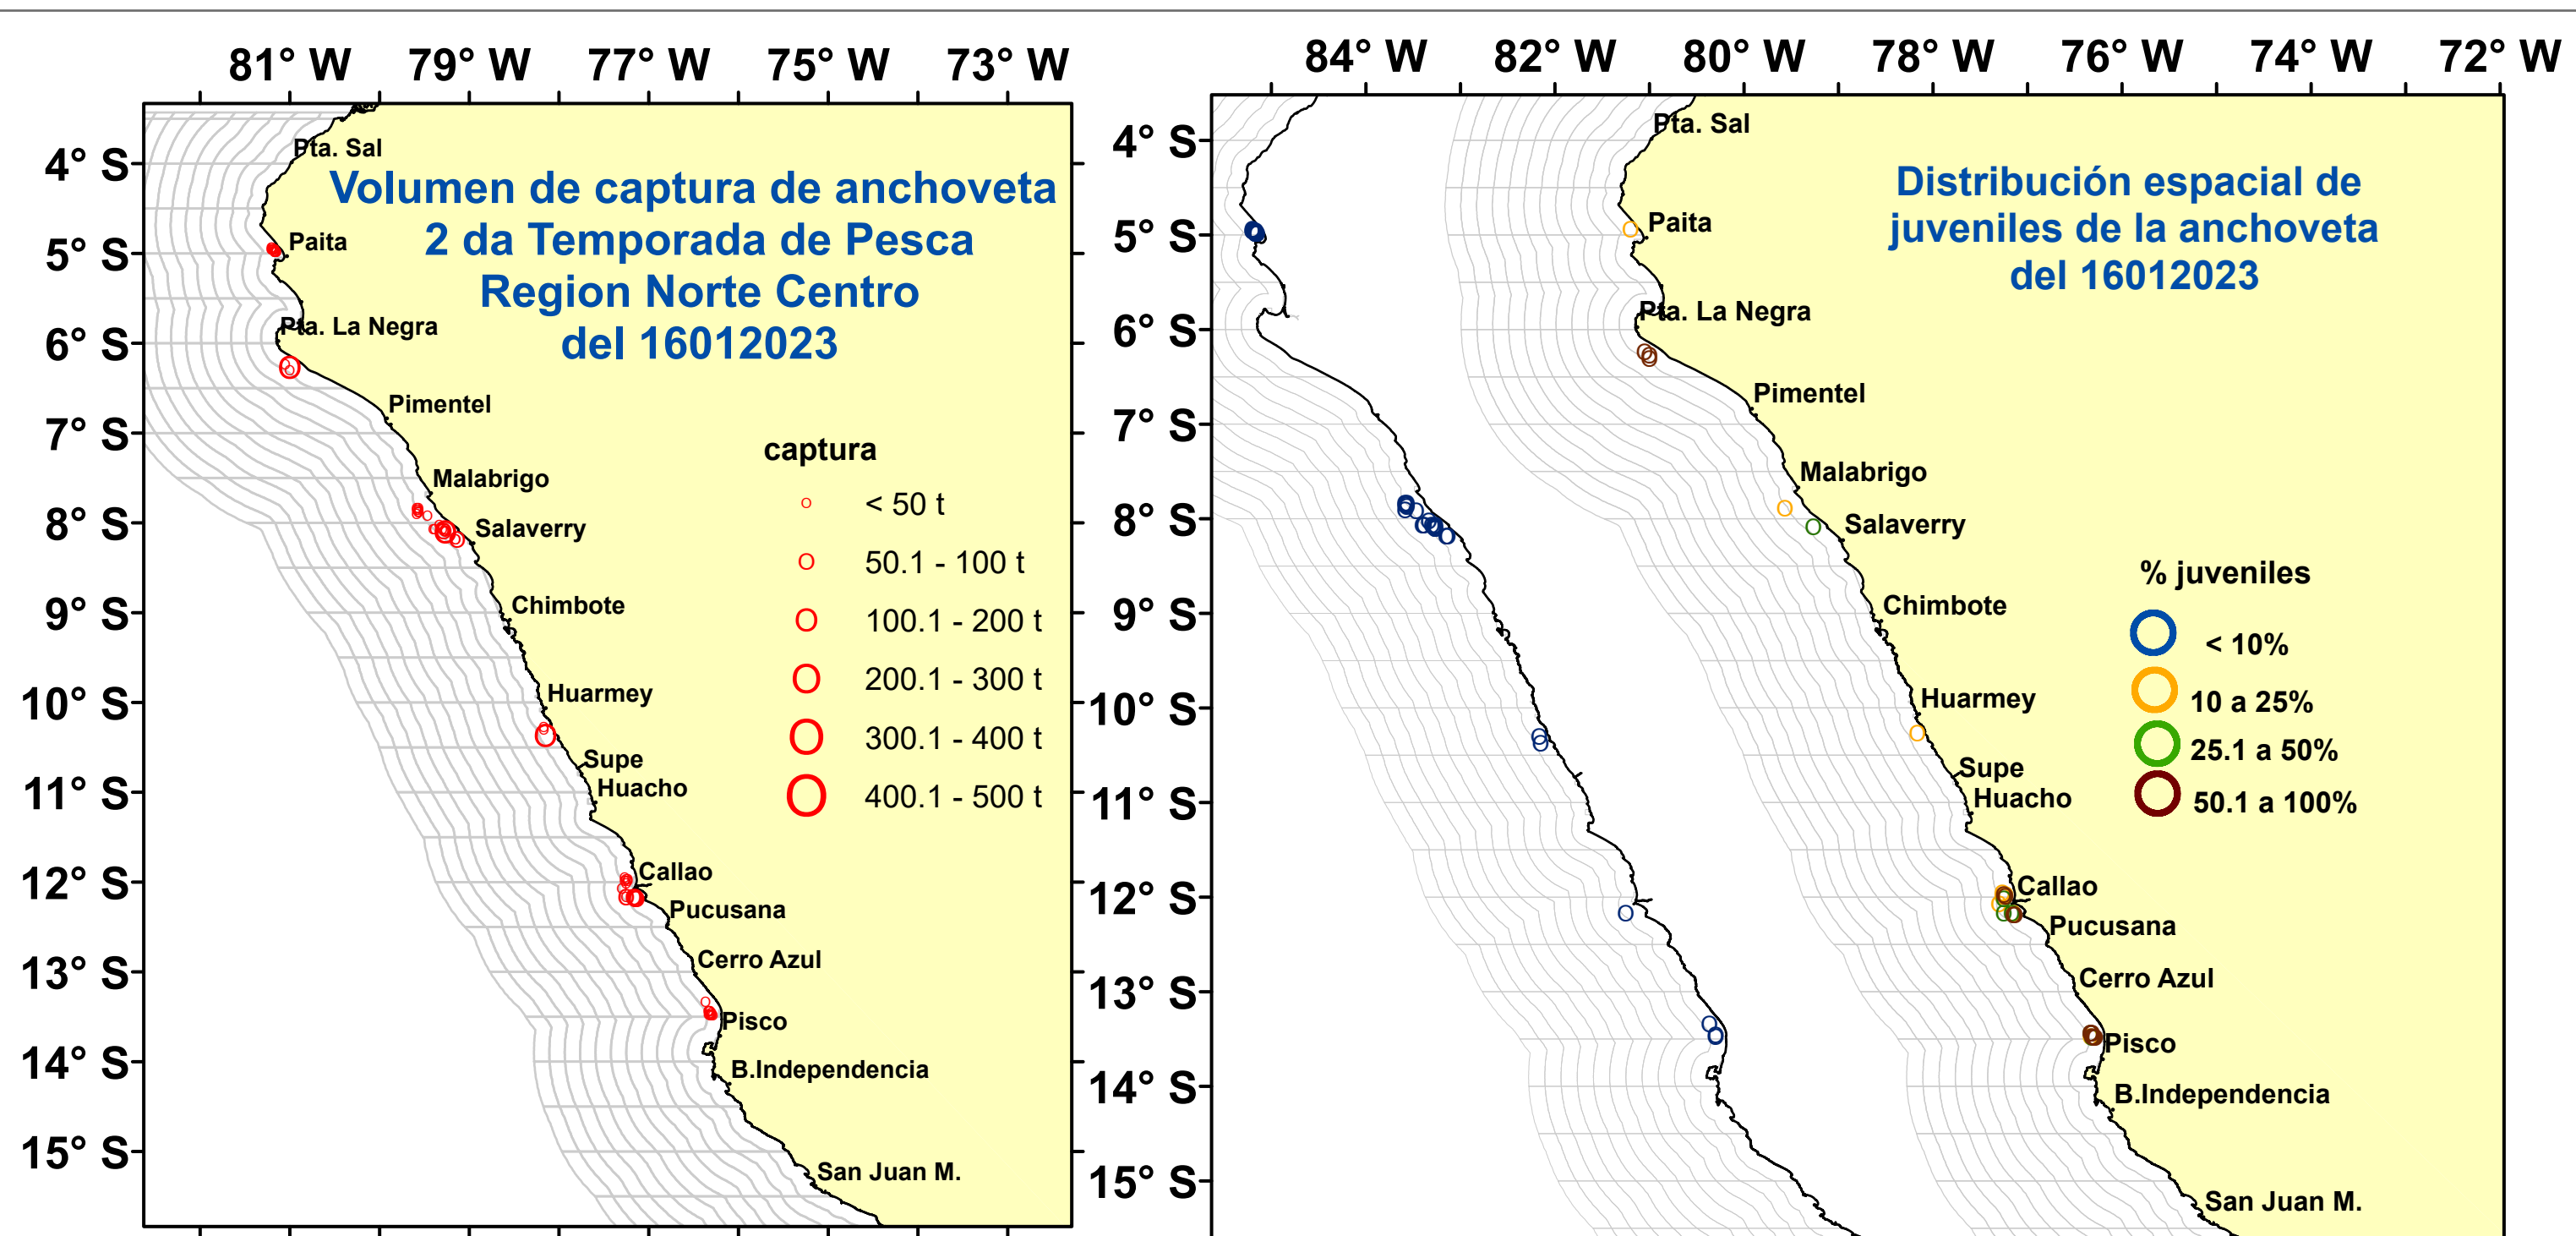 81° W 79° W 77° W 75° W 73° W
4° S
5° S
6° S
7° S
8° S
9° S
10° S
11° S
12° S
13° S
14° S
15° S
Volumen de captura de anchoveta
2 da Temporada de Pesca
Region Norte Centro
del 16012023
Pta. Sal
Paita
Pta. La Negra
Pimentel
Malabrigo
Salaverry
Chimbote
Huarmey
Supe
Huacho
Callao
Pucusana
Cerro Azul
Pisco
B.Independencia
San Juan M.
captura
< 50 t
50.1 - 100 t
100.1 - 200 t
200.1 - 300 t
300.1 - 400 t
400.1 - 500 t
84° W 82° W 80° W 78° W 76° W 74° W 72° W
4° S
5° S
6° S
7° S
8° S
9° S
10° S
11° S
12° S
13° S
14° S
15° S
Distribución espacial de
juveniles de la anchoveta
del 16012023
Pta. Sal
Paita
Pta. La Negra
Pimentel
Malabrigo
Salaverry
Chimbote
Huarmey
Supe
Huacho
Callao
Pucusana
Cerro Azul
Pisco
B.Independencia
San Juan M.
% juveniles
< 10%
10 a 25%
25.1 a 50%
50.1 a 100%